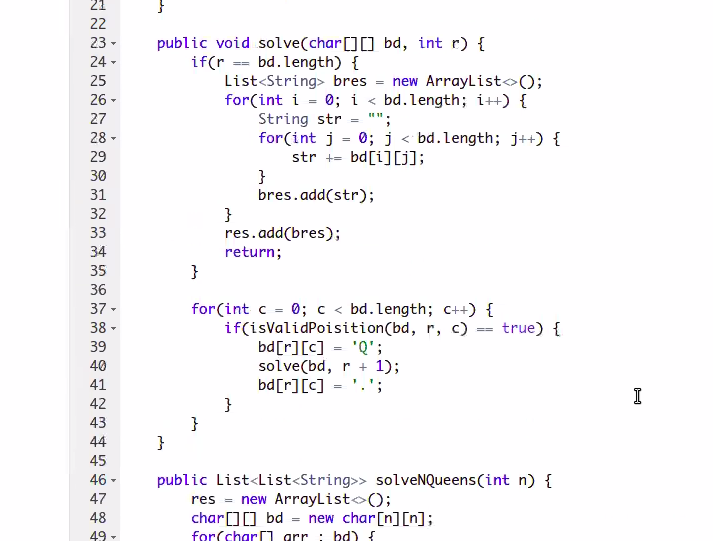 21 }
22
23 public void solve(char[][] bd, int r) {
24 if(r == bd.length) {
25 List<String> bres = new ArrayList<>();
26 for(int i = 0; i < bd.length; i++) {
27 String str = "";
28 for(int j = 0; j < bd.length; j++) {
29 str += bd[i][j];
30 }
31 bres.add(str);
32 }
33 res.add(bres);
34 return;
35 }
36
37 for(int c = 0; c < bd.length; c++) {
38 if(isValidPoisition(bd, r, c) == true) {
39 bd[r][c] = 'Q';
40 solve(bd, r + 1);
41 bd[r][c] = '.';
42 }
43 }
44 }
45
46 public List<List<String>> solveNQueens(int n) {
47 res = new ArrayList<>();
48 char[][] bd = new char[n][n];
49 for(char[] arr : bd) {